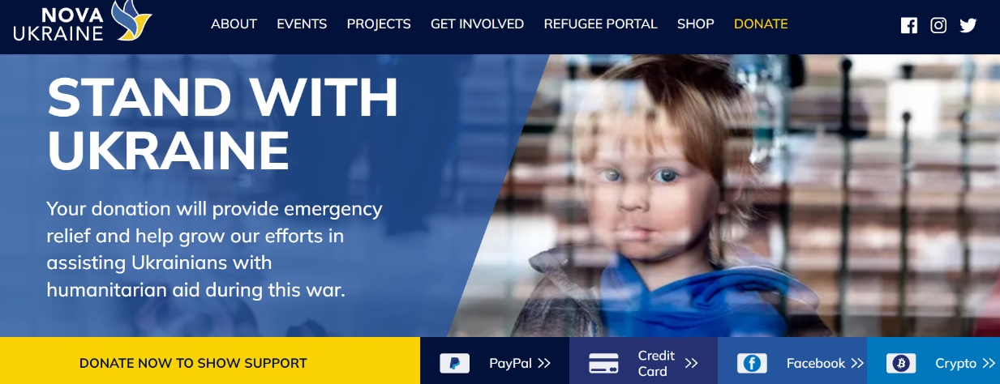 NOVA
UKRAINE
ABOUT EVENTS PROJECTS GET INVOLVED REFUGEE PORTAL SHOP DONATE
STAND WITH
UKRAINE
Your donation will provide emergency
relief and help grow our efforts in
assisting Ukrainians with
humanitarian aid during this war.
DONATE NOW TO SHOW SUPPORT
PayPal >>
Credit
Card >>
Facebook >>
Crypto >>